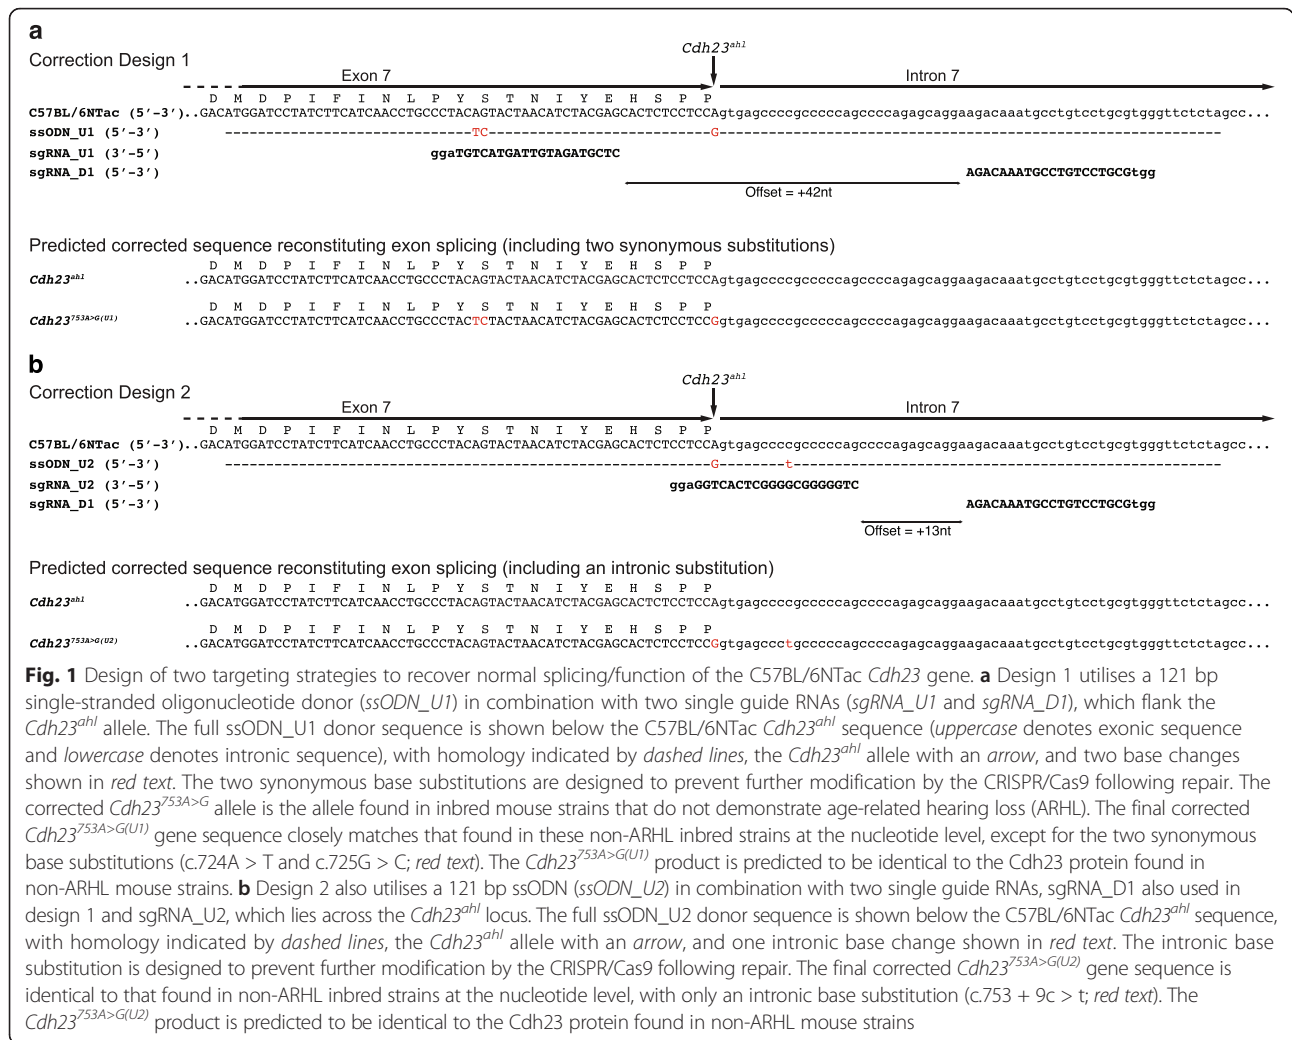 a
Correction Design 1
Cdh23ahl
Exon 7 Intron 7
D M D P I F I N L P Y S T N I Y E H S P P
C57BL/6NTac (5’-3’)..GACATGGATCCTATCTTCATCAACCTGCCCTACAGTACTAACATCTACGAGCACTCTCCTCCAgtgagccccgcccccagccccagagcaggaagacaaatgcctgtcctgcgtgggttctctagcc...
ssODN_U1 (5’-3’) TC G
sgRNA_U1 (3’-5’) ggaTGTCATGATTGTAGATGCTC
sgRNA_D1 (5’-3’) AGACAAATGCCTGTCCTGCGtgg
Offset = +42nt
Predicted corrected sequence reconstituting exon splicing (including two synonymous substitutions)
D M D P I F I N L P Y S T N I Y E H S P P
Cdh23ahl ..GACATGGATCCTATCTTCATCAACCTGCCCTACAGTACTAACATCTACGAGCACTCTCCTCCAgtgagccccgcccccagccccagagcaggaagacaaatgcctgtcctgcgtgggttctctagcc...
D M D P I F I N L P Y S T N I Y E H S P P
Cdh23753A>G(U1) ..GACATGGATCCTATCTTCATCAACCTGCCCTACTCTACTAACATCTACGAGCACTCTCCTCCGgtgagccccgcccccagccccagagcaggaagacaaatgcctgtcctgcgtgggttctctagcc...
b
Correction Design 2
Cdh23ahl
Exon 7 Intron 7
D M D P I F I N L P Y S T N I Y E H S P P
C57BL/6NTac (5’-3’)..GACATGGATCCTATCTTCATCAACCTGCCCTACAGTACTAACATCTACGAGCACTCTCCTCCAgtgagccccgcccccagccccagagcaggaagacaaatgcctgtcctgcgtgggttctctagcc...
ssODN_U2 (5’-3’) G t
sgRNA_U2 (3’-5’) ggaGGTCACTCGGGGCGGGGGTC
sgRNA_D1 (5’-3’) AGACAAATGCCTGTCCTGCGtgg
Offset = +13nt
Predicted corrected sequence reconstituting exon splicing (including an intronic substitution)
D M D P I F I N L P Y S T N I Y E H S P P
Cdh23ahl ..GACATGGATCCTATCTTCATCAACCTGCCCTACAGTACTAACATCTACGAGCACTCTCCTCCAgtgagccccgcccccagccccagagcaggaagacaaatgcctgtcctgcgtgggttctctagcc...
D M D P I F I N L P Y S T N I Y E H S P P
Cdh23753A>G(U2) ..GACATGGATCCTATCTTCATCAACCTGCCCTACAGTACTAACATCTACGAGCACTCTCCTCCGgtgagccctgcccccagccccagagcaggaagacaaatgcctgtcctgcgtgggttctctagcc...
Fig. 1 Design of two targeting strategies to recover normal splicing/function of the C57BL/6NTac Cdh23 gene. a Design 1 utilises a 121 bp
single-stranded oligonucleotide donor (ssODN_U1) in combination with two single guide RNAs (sgRNA_U1 and sgRNA_D1), which flank the
Cdh23ahl allele. The full ssODN_U1 donor sequence is shown below the C57BL/6NTac Cdh23ahl sequence (uppercase denotes exonic sequence
and lowercase denotes intronic sequence), with homology indicated by dashed lines, the Cdh23ahl allele with an arrow, and two base changes
shown in red text. The two synonymous base substitutions are designed to prevent further modification by the CRISPR/Cas9 following repair. The
corrected Cdh23753A>G allele is the allele found in inbred mouse strains that do not demonstrate age-related hearing loss (ARHL). The final corrected
Cdh23753A>G(U1) gene sequence closely matches that found in these non-ARHL inbred strains at the nucleotide level, except for the two synonymous
base substitutions (c.724A > T and c.725G > C; red text). The Cdh23753A>G(U1) product is predicted to be identical to the Cdh23 protein found in
non-ARHL mouse strains. b Design 2 also utilises a 121 bp ssODN (ssODN_U2) in combination with two single guide RNAs, sgRNA_D1 also used in
design 1 and sgRNA_U2, which lies across the Cdh23ahl locus. The full ssODN_U2 donor sequence is shown below the C57BL/6NTac Cdh23ahl sequence,
with homology indicated by dashed lines, the Cdh23ahl allele with an arrow, and one intronic base change shown in red text. The intronic base
substitution is designed to prevent further modification by the CRISPR/Cas9 following repair. The final corrected Cdh23753A>G(U2) gene sequence is
identical to that found in non-ARHL inbred strains at the nucleotide level, with only an intronic base substitution (c.753 + 9c > t; red text). The
Cdh23753A>G(U2) product is predicted to be identical to the Cdh23 protein found in non-ARHL mouse strains